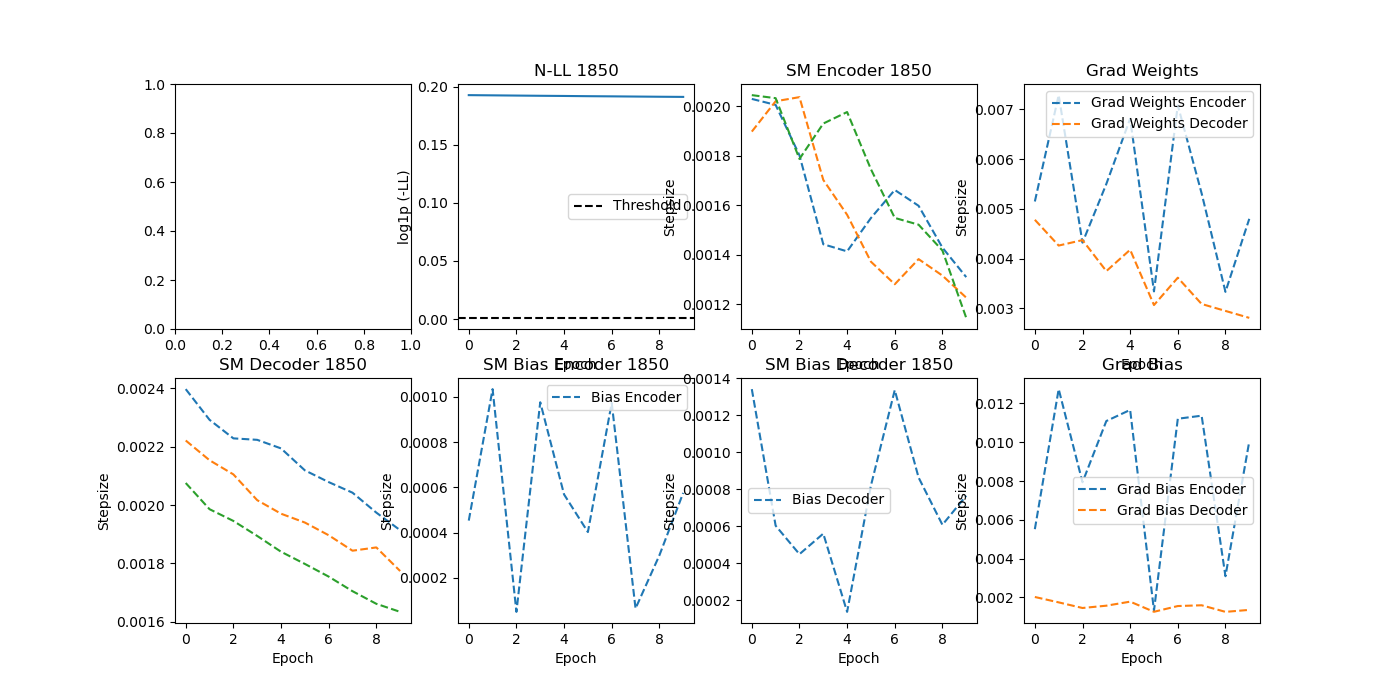 N-LL 1850
SM Encoder 1850
Grad Weights
1.0
0.8
0.6
0.4
0.2
0.0
0.0 0.2 0.4 0.6 0.8 1.0
log1p (-LL)
0.20
0.15
0.10
0.05
0.00
Threshold
0 2 4 6 8
Epoch
Stepsize
0.0020
0.0018
0.0016
0.0014
0.0012
0 2 4 6 8
Epoch
Stepsize
0.007
0.006
0.005
0.004
0.003
Grad Weights Encoder
Grad Weights Decoder
0 2 4 6 8
Epoch
SM Decoder 1850
SM Bias Encoder 1850
SM Bias Decoder 1850
Grad Bias
Stepsize
0.0024
0.0022
0.0020
0.0018
0.0016
0 2 4 6 8
Epoch
Stepsize
0.0010
0.0008
0.0006
0.0004
0.0002
Bias Encoder
0 2 4 6 8
Epoch
Stepsize
0.0014
0.0012
0.0010
0.0008
0.0006
0.0004
0.0002
Bias Decoder
0 2 4 6 8
Epoch
Stepsize
0.012
0.010
0.008
0.006
0.004
0.002
Grad Bias Encoder
Grad Bias Decoder
0 2 4 6 8
Epoch